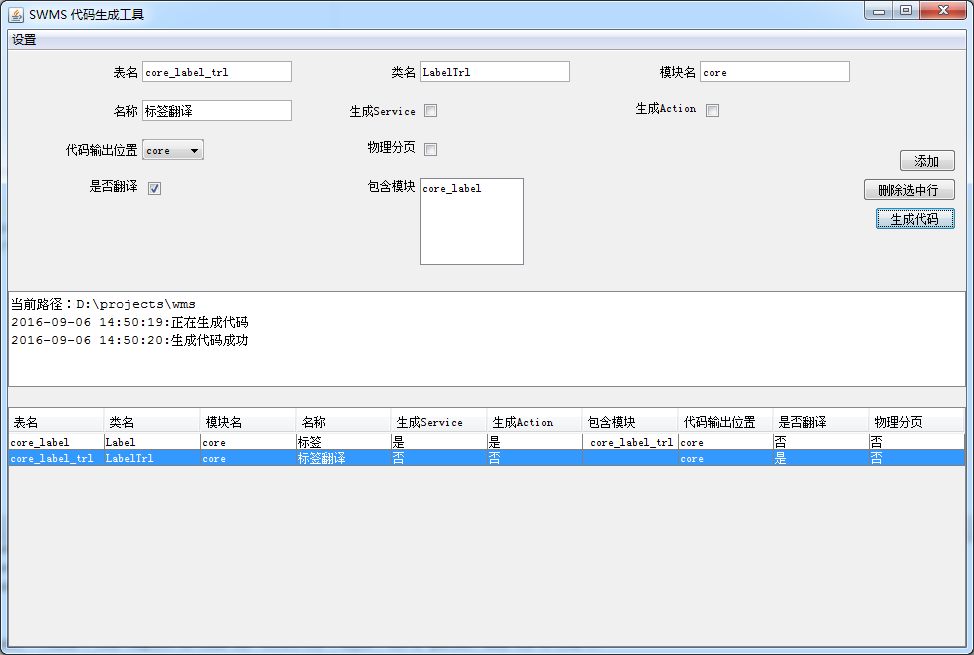 SWMS 代码生成工具
设置
表名 core_label_trl 类名 LabelTrl 模块名 core
名称 标签翻译 生成Service 生成Action
代码输出位置 core 物理分页
添加
是否翻译 包含模块 core_label 删除选中行
生成代码
当前路径：D:\projects\wms
2016-09-06 14:50:19:正在生成代码
2016-09-06 14:50:20:生成代码成功
表名 类名 模块名 名称 生成Service 生成Action 包含模块 代码输出位置 是否翻译 物理分页
core_label Label core 标签 是 是 core_label_trl core 否 否
core_label_trl LabelTrl core 标签翻译 否 否 core 是 否